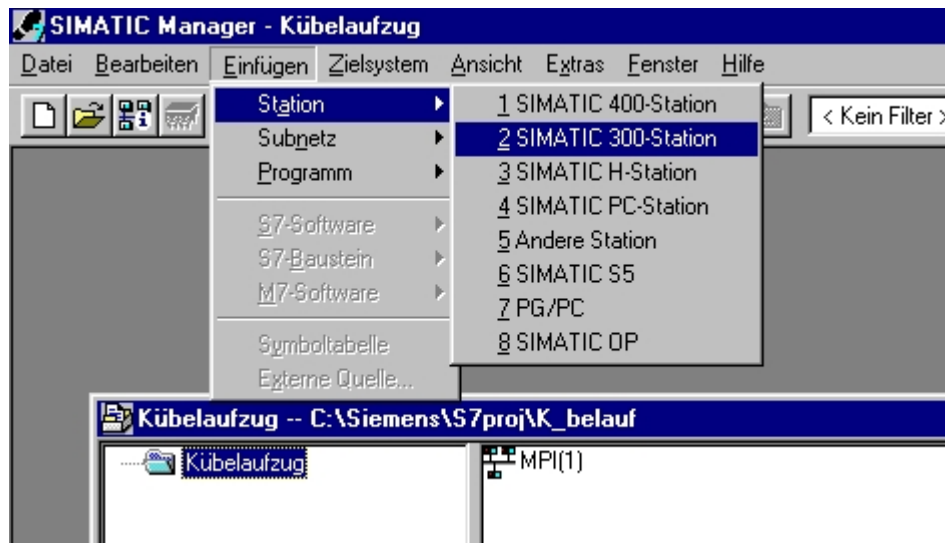 SIMATIC Manager - Kübelaufzug
Datei Bearbeiten Einfügen Zielsystem Ansicht Extras Fenster Hilfe
< Kein Filter >
Station
Subnetz
Programm
S7-Software
S7-Baustein
M7-Software
Symboltabelle
Externe Quelle...
1 SIMATIC 400-Station
2 SIMATIC 300-Station
3 SIMATIC H-Station
4 SIMATIC PC-Station
5 Andere Station
6 SIMATIC S5
7 PG/PC
8 SIMATIC OP
Kübelaufzug -- C:\Siemens\S7proj\K_belauf
Kübelaufzug
MPI(1)